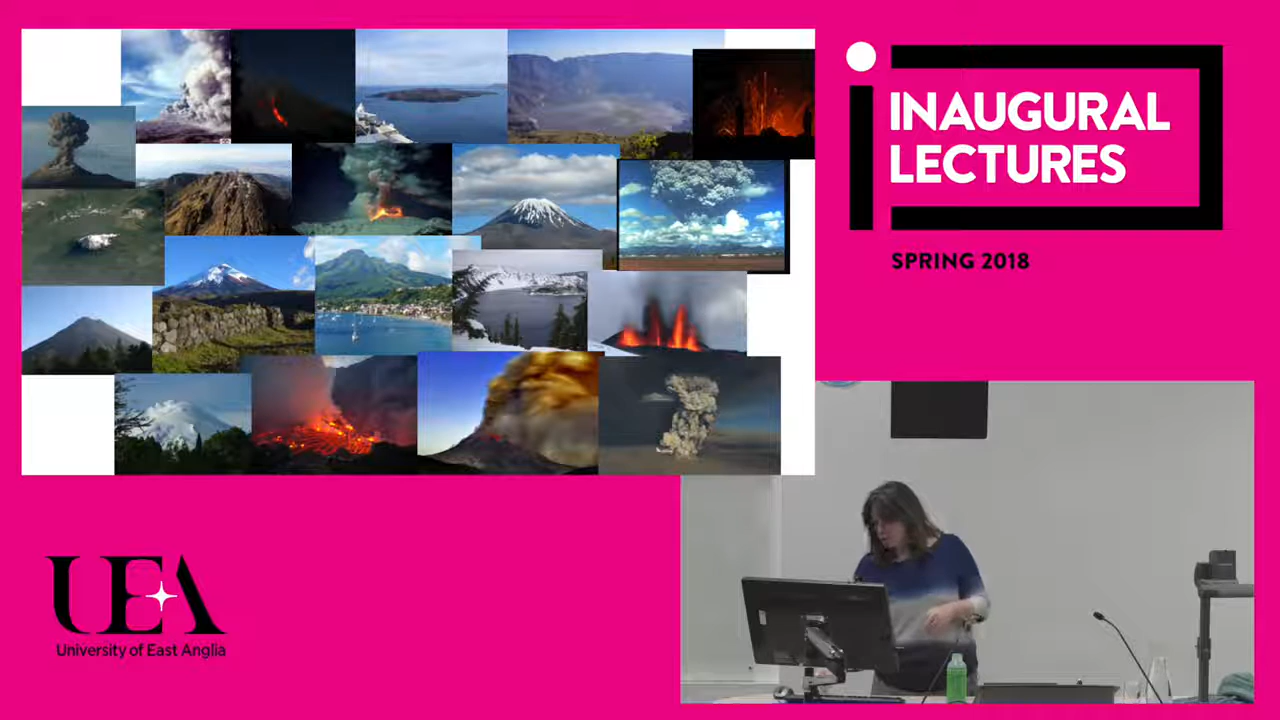 INAUGURAL
LECTURES
SPRING 2018
UEA
University of East Anglia